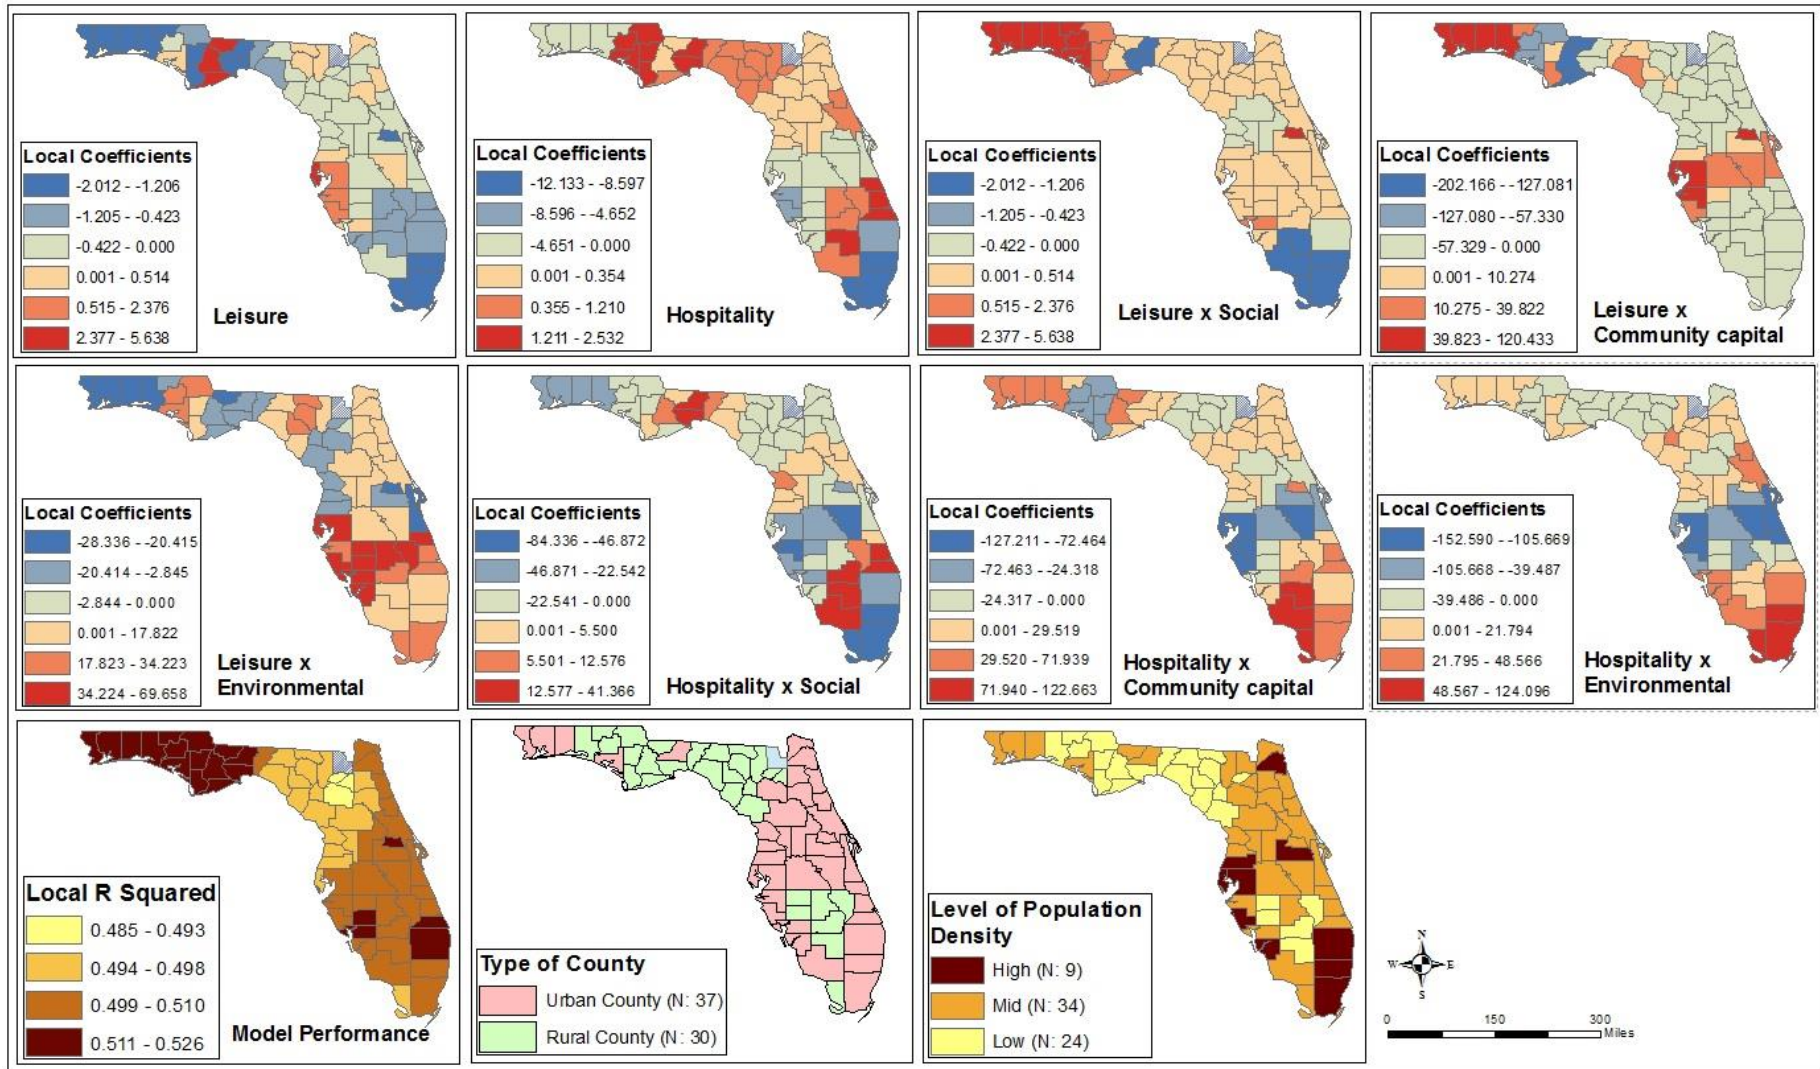 Local Coefficients
-2.012 - -1.206
-1.205 - -0.423
-0.422 - 0.000
0.001 - 0.514
0.515 - 2.376
2.377 - 5.638
Leisure
Local Coefficients
-12.133 - -8.597
-8.596 - -4.652
-4.651 - 0.000
0.001 - 0.354
0.355 - 1.210
1.211 - 2.532
Hospitality
Local Coefficients
-2.012 - -1.206
-1.205 - -0.423
-0.422 - 0.000
0.001 - 0.514
0.515 - 2.376
2.377 - 5.638
Leisure x Social
Local Coefficients
-202.166 - -127.081
-127.080 - -57.330
-57.329 - 0.000
0.001 - 10.274
10.275 - 39.822
39.823 - 120.433
Leisure x
Community capital
Local Coefficients
-28.336 - -20.415
-20.414 - -2.845
-2.844 - 0.000
0.001 - 17.822
17.823 - 34.223
34.224 - 69.658
Leisure x
Environmental
Local Coefficients
-84.336 - -46.872
-46.871 - -22.542
-22.541 - 0.000
0.001 - 5.500
5.501 - 12.576
12.577 - 41.366
Hospitality x Social
Local Coefficients
-127.211 - -72.464
-72.463 - -24.318
-24.317 - 0.000
0.001 - 29.519
29.520 - 71.939
71.940 - 122.663
Hospitality x
Community capital
Local Coefficients
-152.590 - -105.669
-105.668 - -39.487
-39.486 - 0.000
0.001 - 21.794
21.795 - 48.566
48.567 - 124.096
Hospitality x
Environmental
Local R Squared
0.485 - 0.493
0.494 - 0.498
0.499 - 0.510
0.511 - 0.526
Model Performance
Type of County
Urban County (N: 37)
Rural County (N: 30)
Level of Population
Density
High (N: 9)
Mid (N: 34)
Low (N: 24)
N
W E
S
0 150 300
Miles